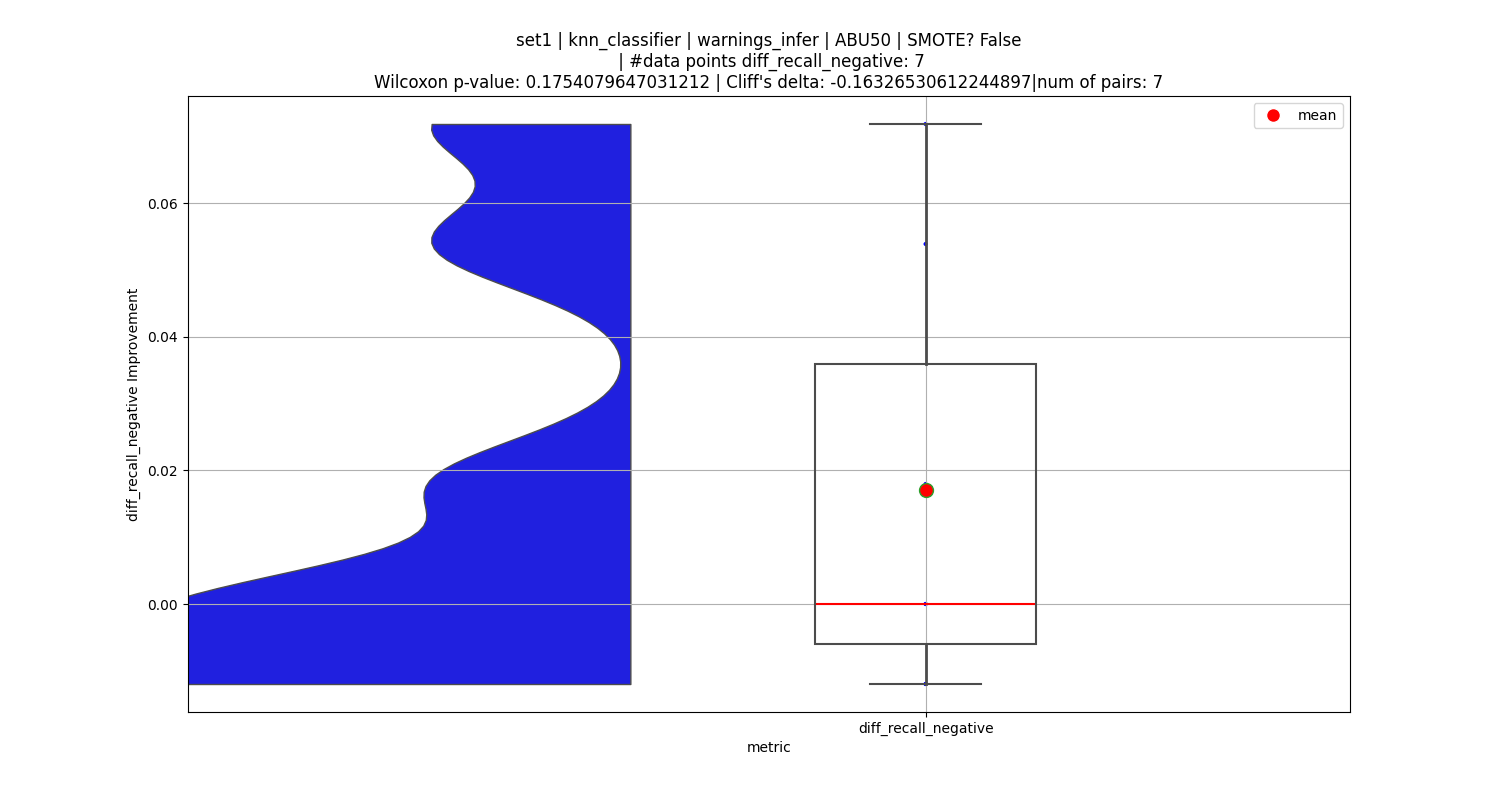 set1 | knn_classifier | warnings_infer | ABU50 | SMOTE? False
| #data points diff_recall_negative: 7
Wilcoxon p-value: 0.1754079647031212 | Cliff's delta: -0.16326530612244897|num of pairs: 7
mean
0.06
0.04
0.02
0.00
diff_recall_negative Improvement
diff_recall_negative
metric